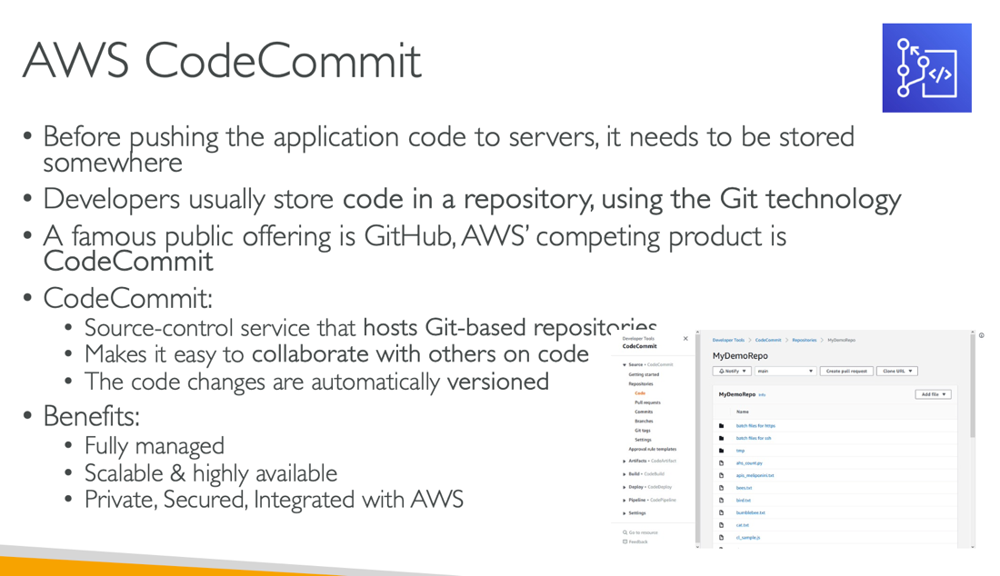 AWS CodeCommit
</>
• Before pushing the application code to servers, it needs to be stored
somewhere
• Developers usually store code in a repository, using the Git technology
• A famous public offering is GitHub, AWS’ competing product is
CodeCommit
• CodeCommit:
• Source-control service that hosts Git-based repositories
• Makes it easy to collaborate with others on code
• The code changes are automatically versioned
• Benefits:
• Fully managed
• Scalable & highly available
• Private, Secured, Integrated with AWS
Developer Tools
CodeCommit
Source • CodeCommit
Getting started
Repositories
Code
Pull requests
Commits
Branches
Git tags
Settings
Approval rule templates
Artifacts • CodeArtifact
Build • CodeBuild
Deploy • CodeDeploy
Pipeline • CodePipeline
Settings
Go to resource
Feedback
Developer Tools > CodeCommit > Repositories > MyDemoRepo
MyDemoRepo
Notify main Create pull request Clone URL
MyDemoRepo Info Add file
Name
batch files for https
batch files for ssh
tmp
apis_meliponini.txt
bees.txt
bird.txt
bumblebee.txt
cat.txt
cl_sample.js